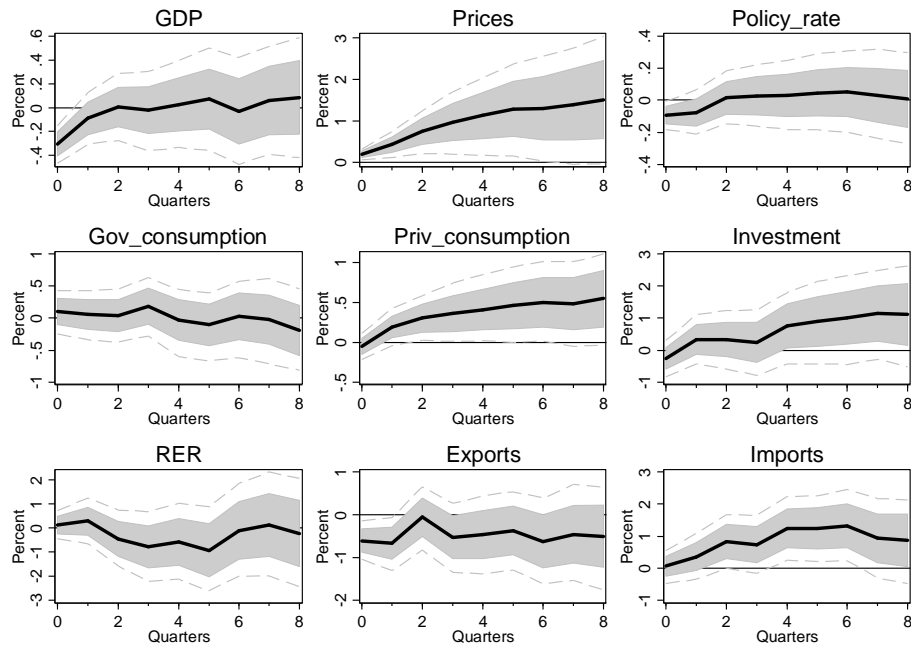 GDP
Percent
.6
.4
.2
0
-.2
-.4
0 2 4 6 8
Quarters
Prices
Percent
3
2
1
0
0 2 4 6 8
Quarters
Policy_rate
Percent
.4
.2
0
-.2
-.4
0 2 4 6 8
Quarters
Gov_consumption
Percent
1
.5
0
-.5
-1
0 2 4 6 8
Quarters
Priv_consumption
Percent
1
.5
0
-.5
0 2 4 6 8
Quarters
Investment
Percent
3
2
1
0
-1
0 2 4 6 8
Quarters
RER
Percent
2
1
0
-1
-2
-3
0 2 4 6 8
Quarters
Exports
Percent
1
0
-1
-2
0 2 4 6 8
Quarters
Imports
Percent
3
2
1
0
-1
0 2 4 6 8
Quarters